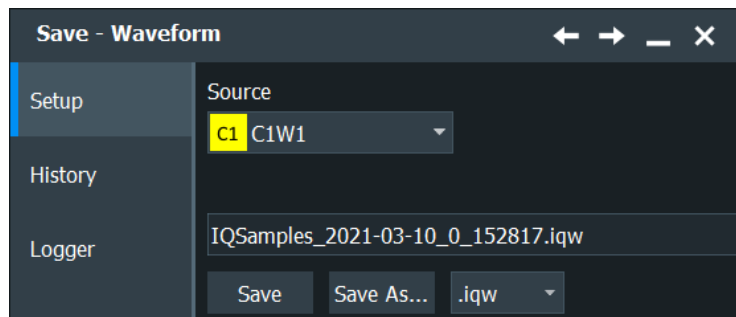 Save - Waveform
Setup
Source
C1 C1W1
History
IQSamples_2021-03-10_0_152817.iqw
Logger
Save Save As... .iqw